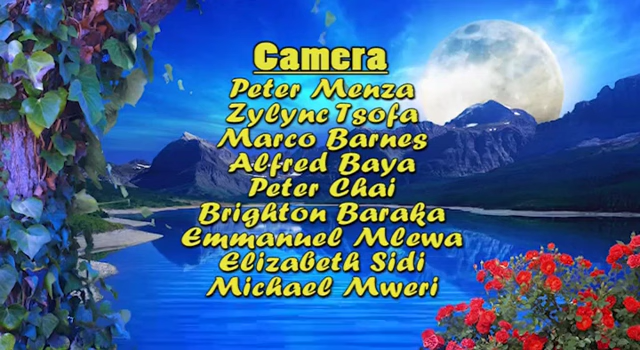 Camera
Peter Menza
Zylync Tsofa
Marco Barnes
Alfred Baya
Peter Chai
Brighton Baraka
Emmanuel Mlewa
Elizabeth Sidi
Michael Mweri